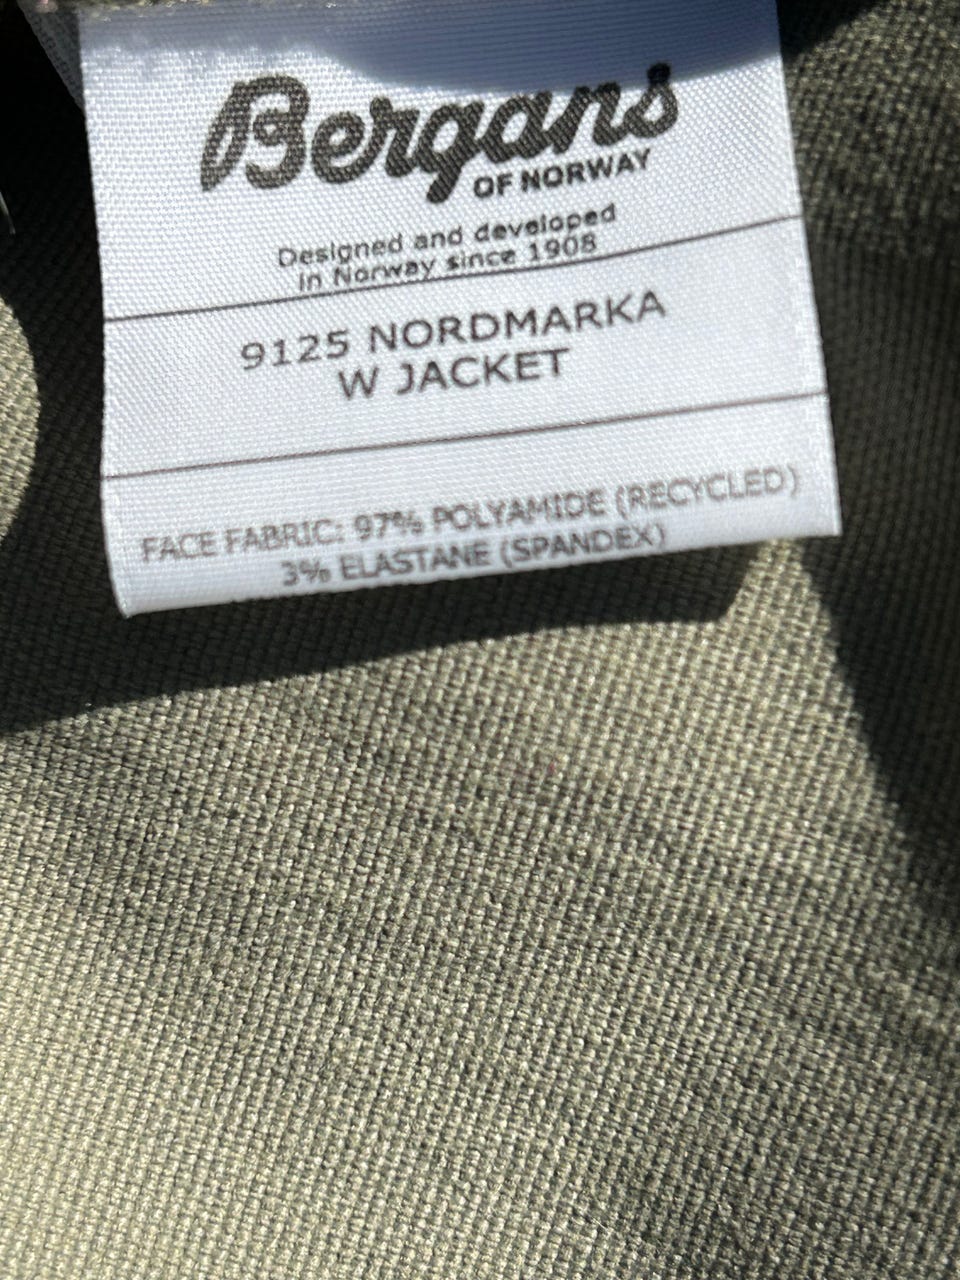 Bergans
OF NORWAY
Designed and developed
in Norway since 1908
9125 NORDMARKA
W JACKET
FACE FABRIC: 97% POLYAMIDE (RECYCLED)
3% ELASTANE (SPANDEX)